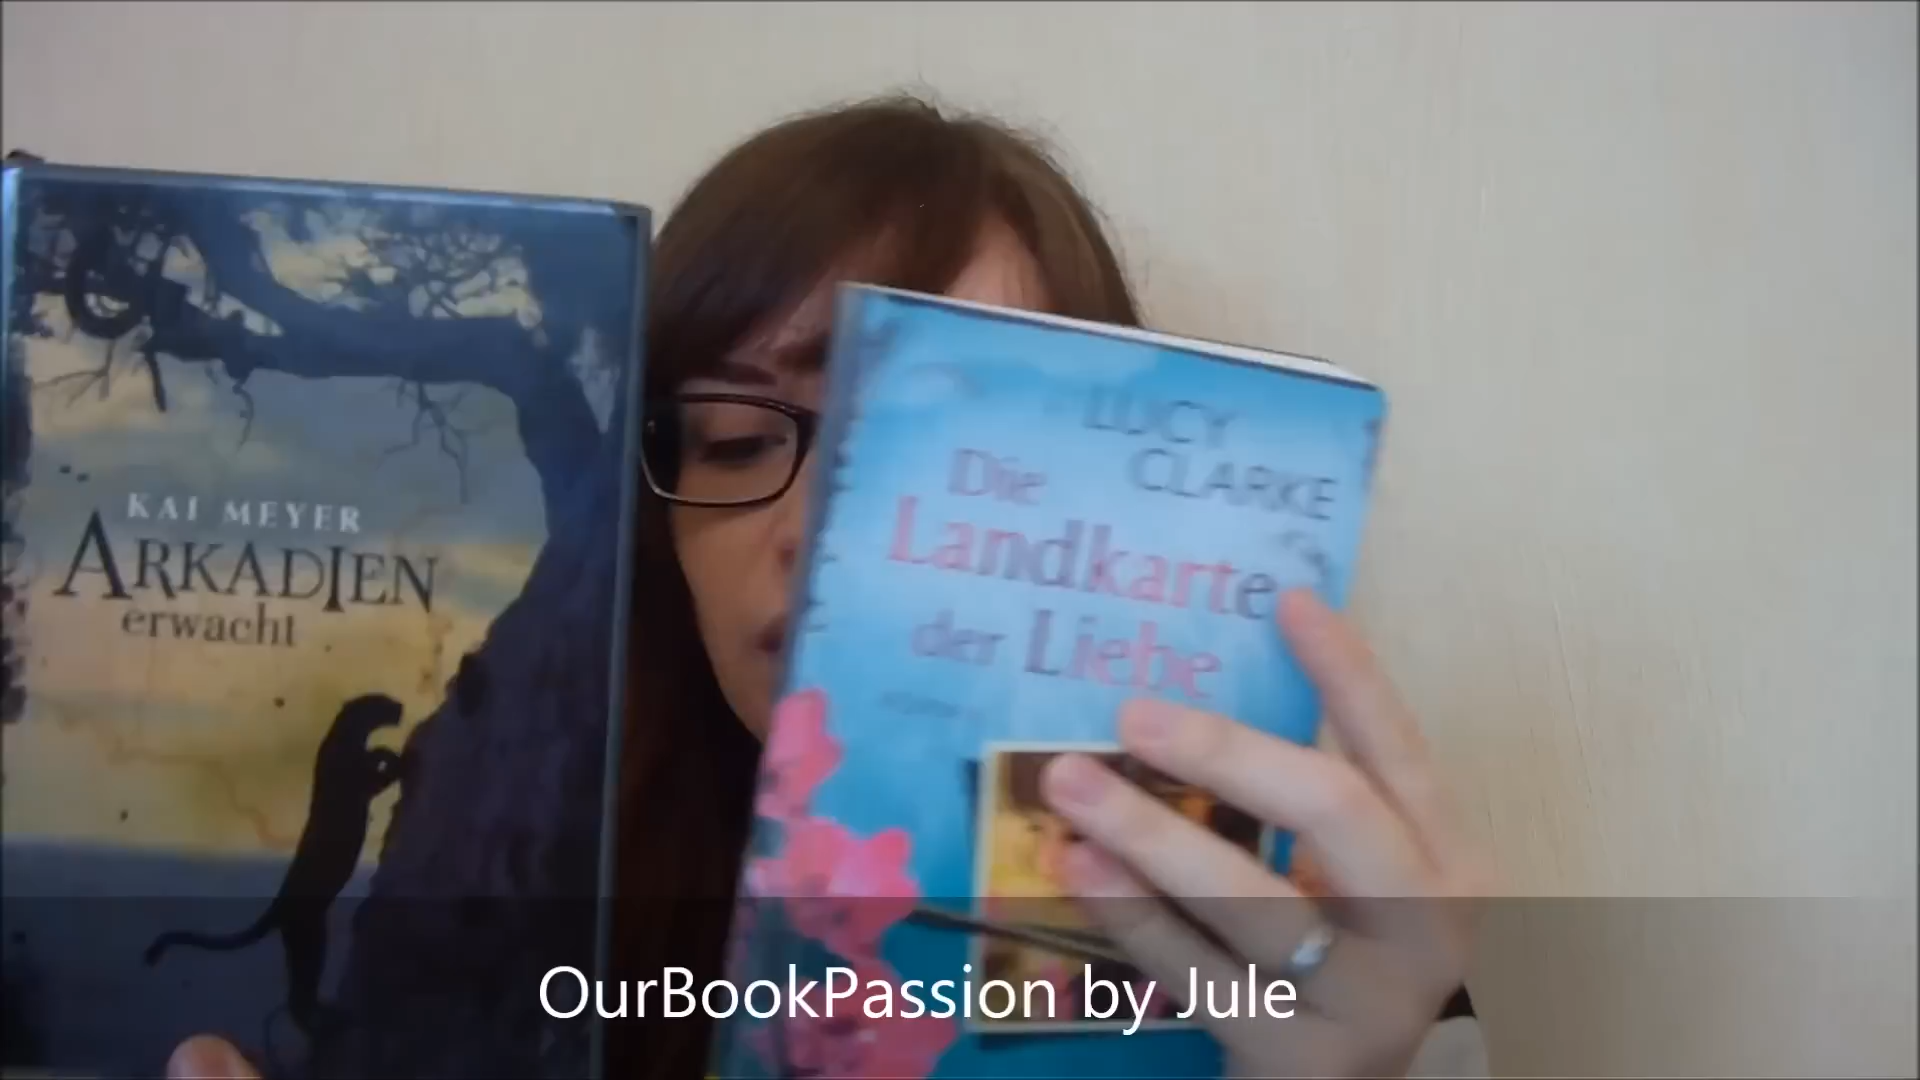 KAI MEYER
ARKADIEN
erwacht
LUCY
CLARKE
Die
Landkarte
der Liebe
OurBookPassion by Jule